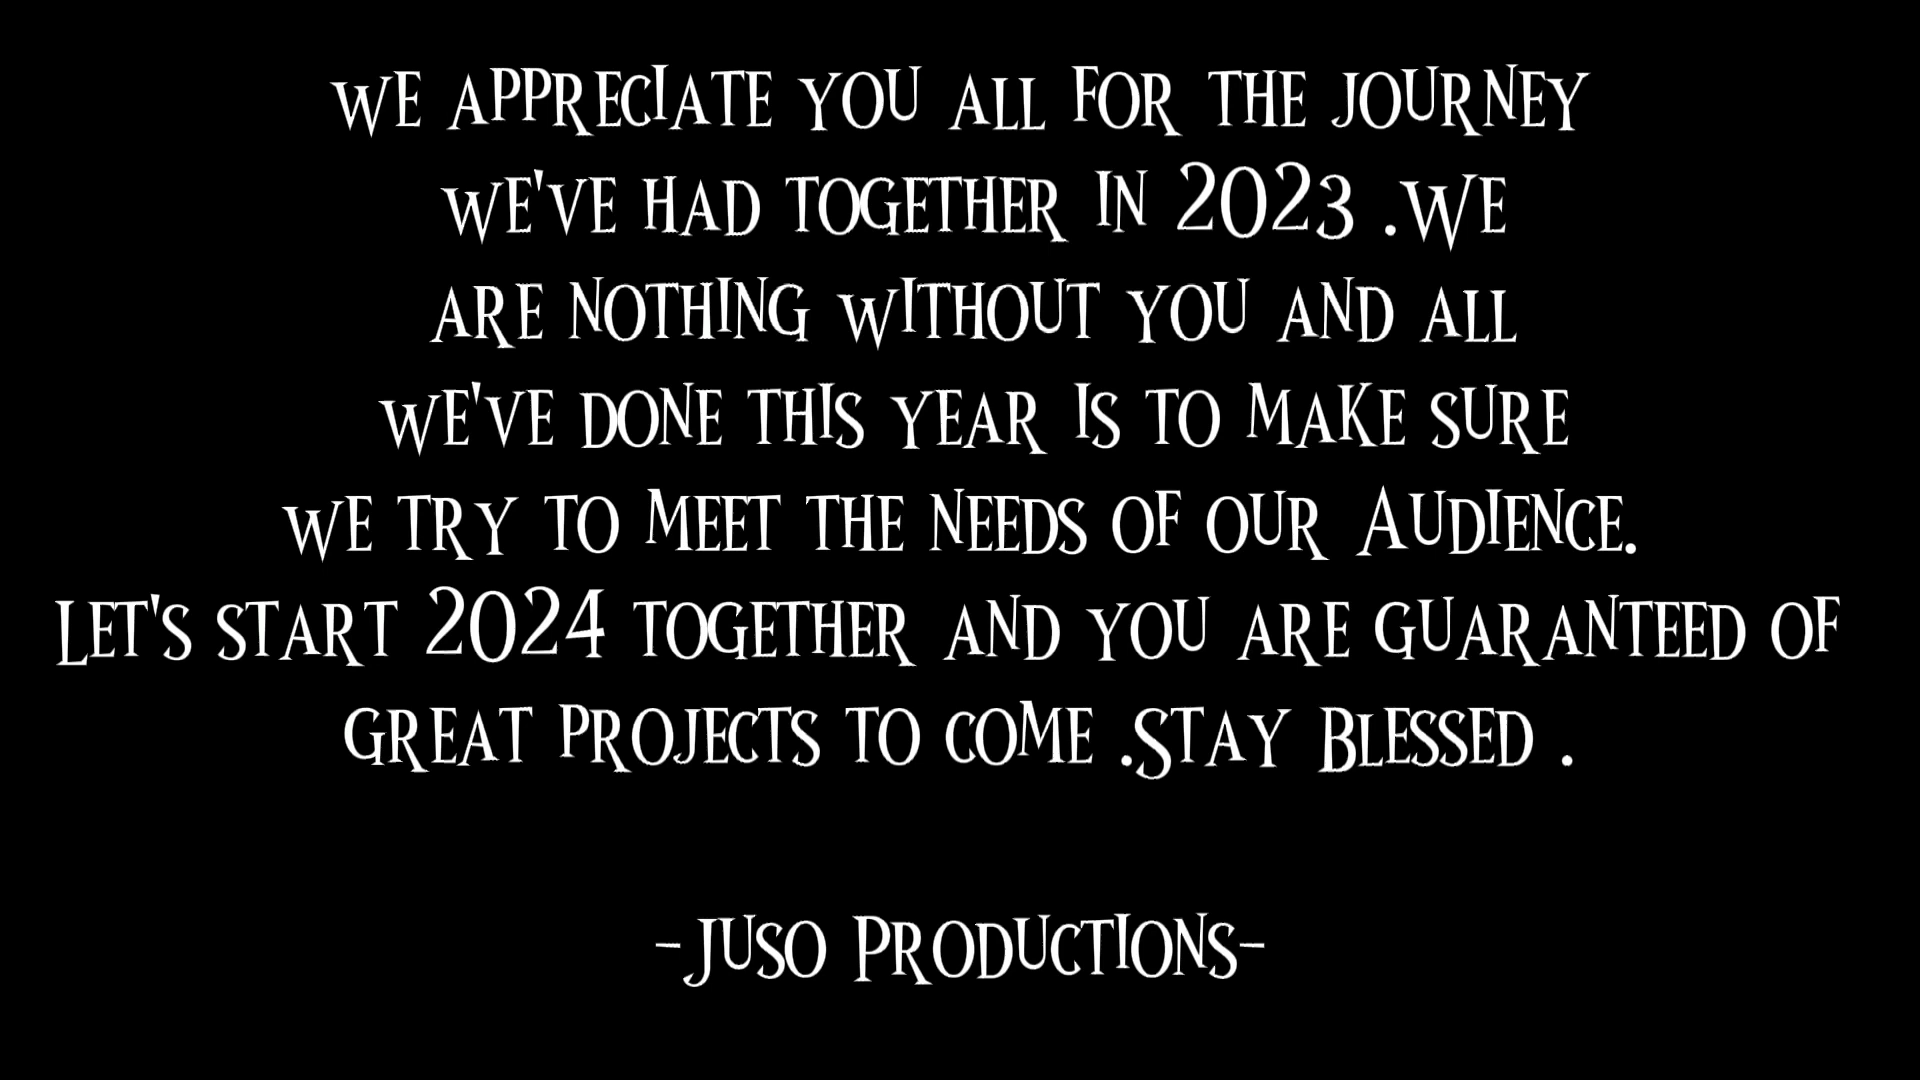 we appreciate you all for the journey
we've had together in 2023 .We
are nothing without you and all
we've done this year is to make sure
we try to meet the needs of our Audience.
Let's start 2024 together and you are guaranteed of
great projects to come .Stay Blessed .
-Juso Productions-